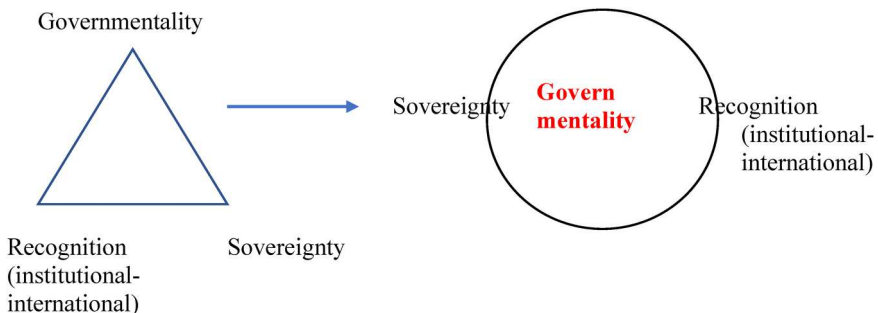 Governmentality
Recognition
(institutional-
international)
Sovereignty
Sovereignty
Govern
mentality
Recognition
(institutional-
international)